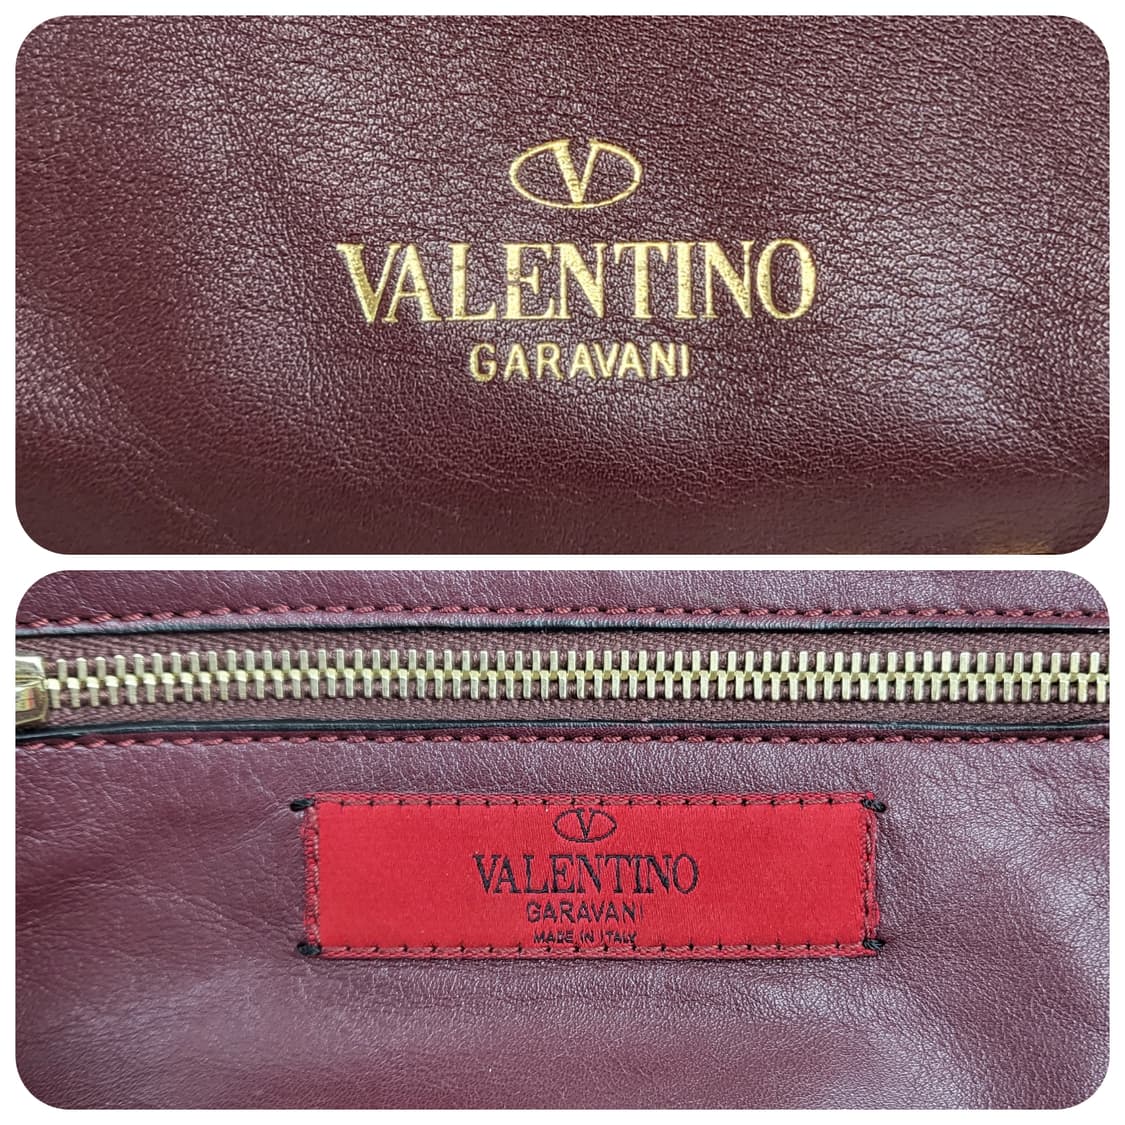 V
VALENTINO
GARAVANI
V
VALENTINO
GARAVANI
MADE IN ITALY